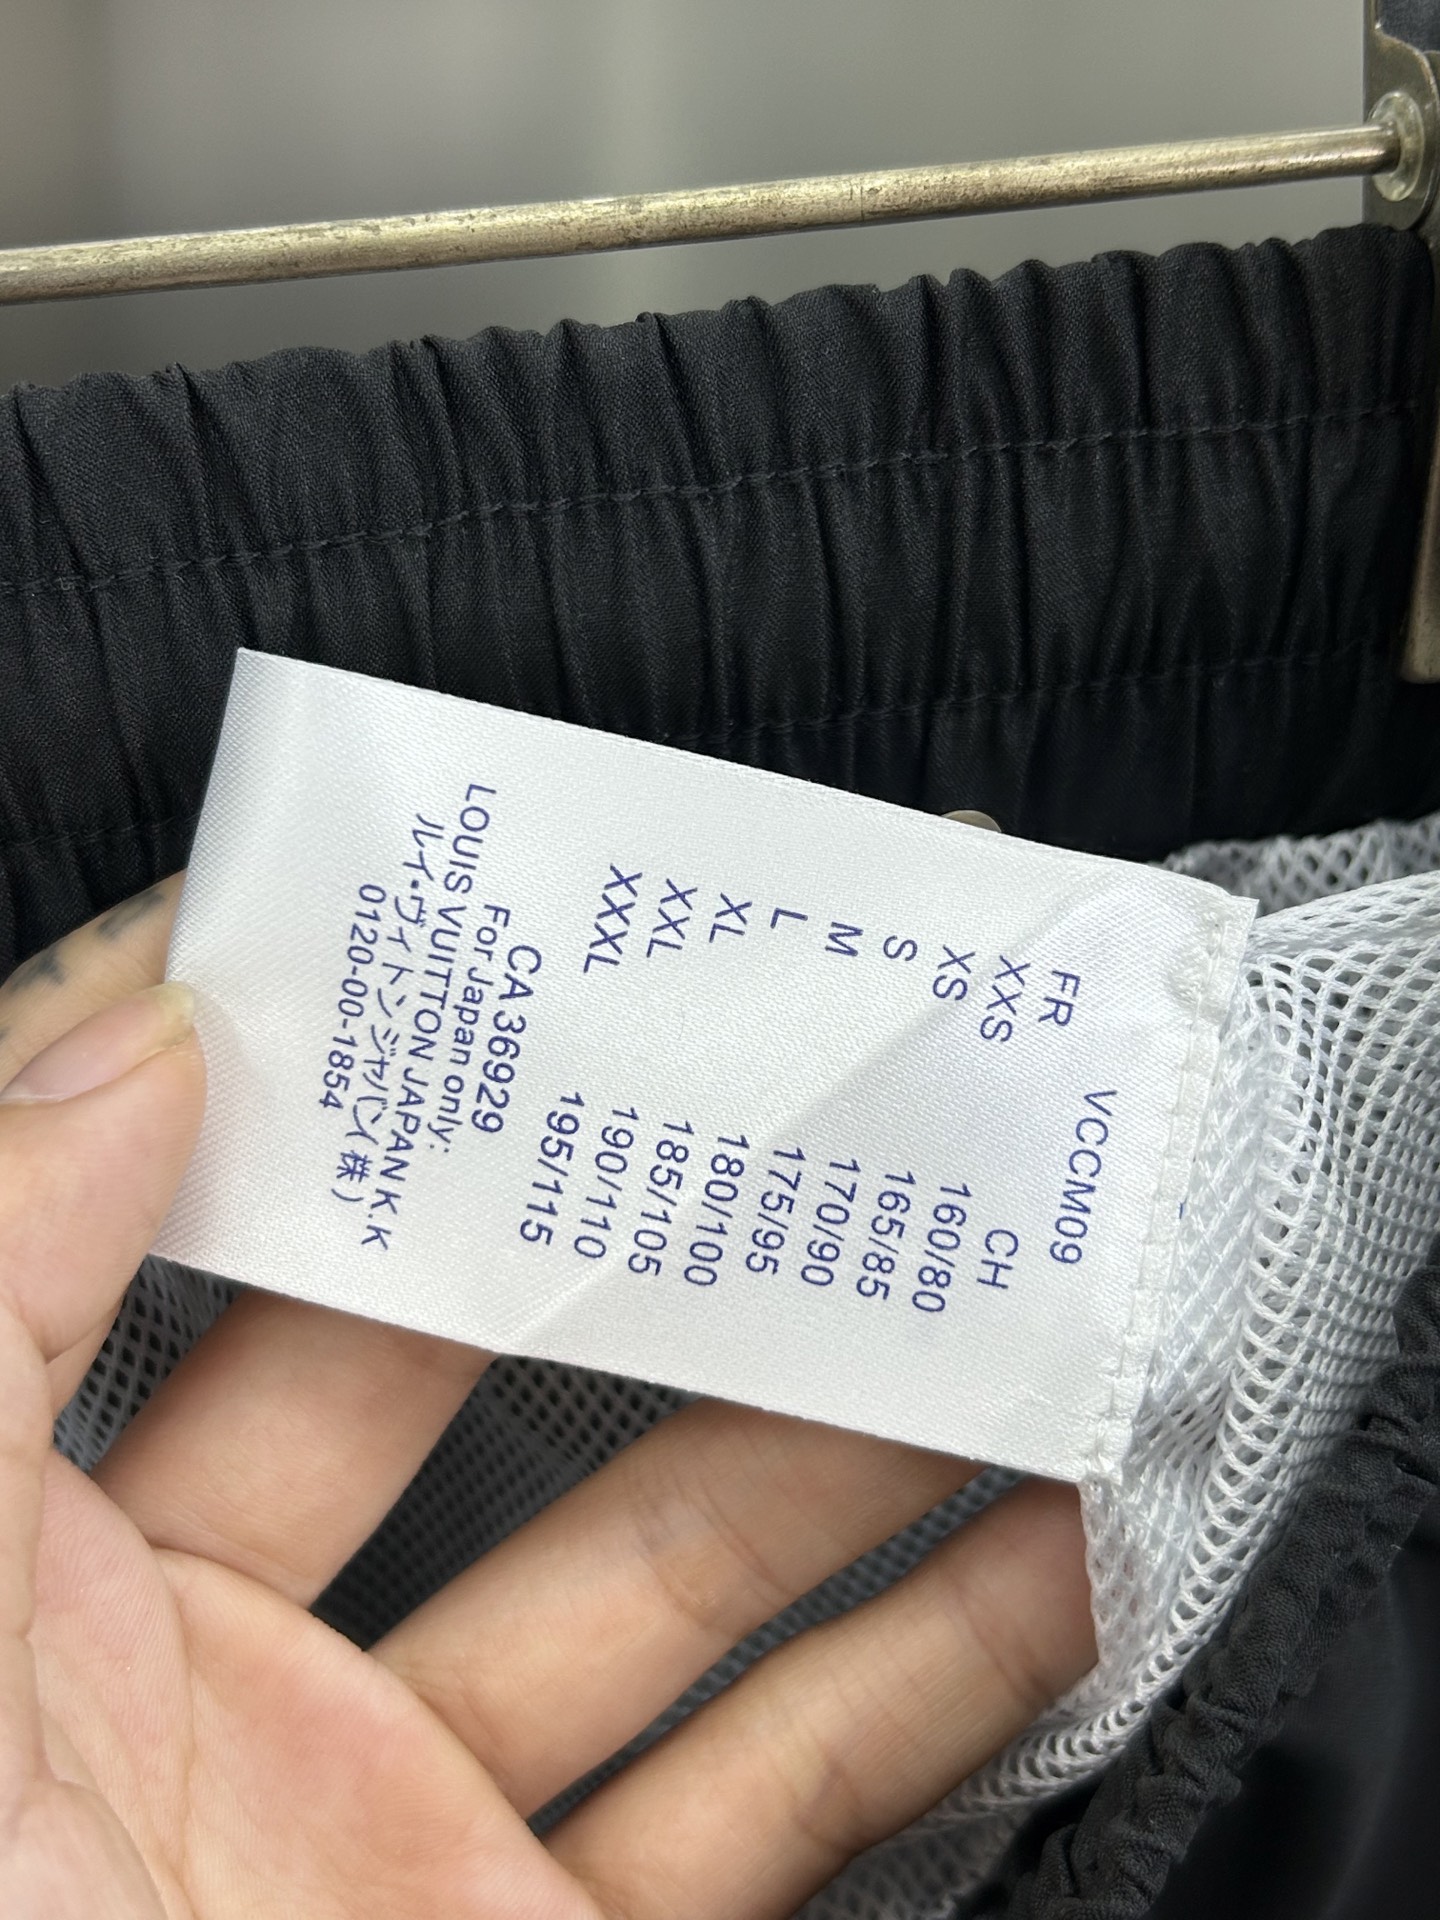 VCCM09
FR CH
XXS 160/80
XS 165/85
S 170/90
M 175/95
L 180/100
XL 185/105
XXL 190/110
XXXL 195/115
CA 36929
For Japan only:
LOUIS VUITTON JAPAN K.K
ルイ・ヴィトンジャパン(株)
0120-00-1854